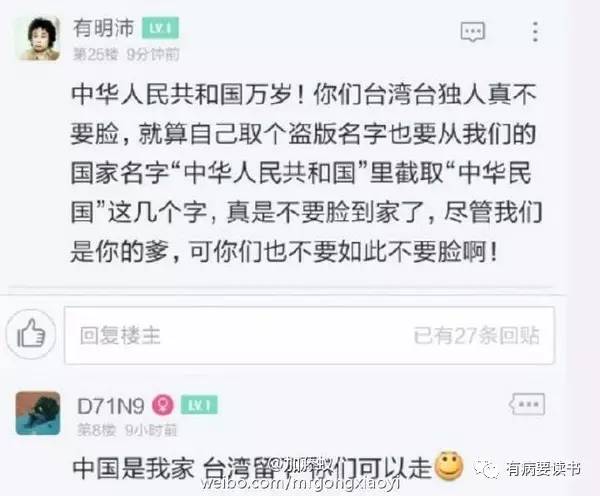 有明沛 LV.1
第25楼 9分钟前
中华人民共和国万岁！你们台湾台独人真不
要脸，就算自己取个盗版名字也要从我们的
国家名字“中华人民共和国”里截取“中华民
国”这几个字，真是不要脸到家了，尽管我们
是你的爹，可你们也不要如此不要脸啊！
回复楼主 已有27条回贴
D71N9 LV.1
第8楼 9小时前
中国是我家 台湾留 你们可以走
@加藤蚁
weibo.com/mrgongxiaoyi
有病要读书